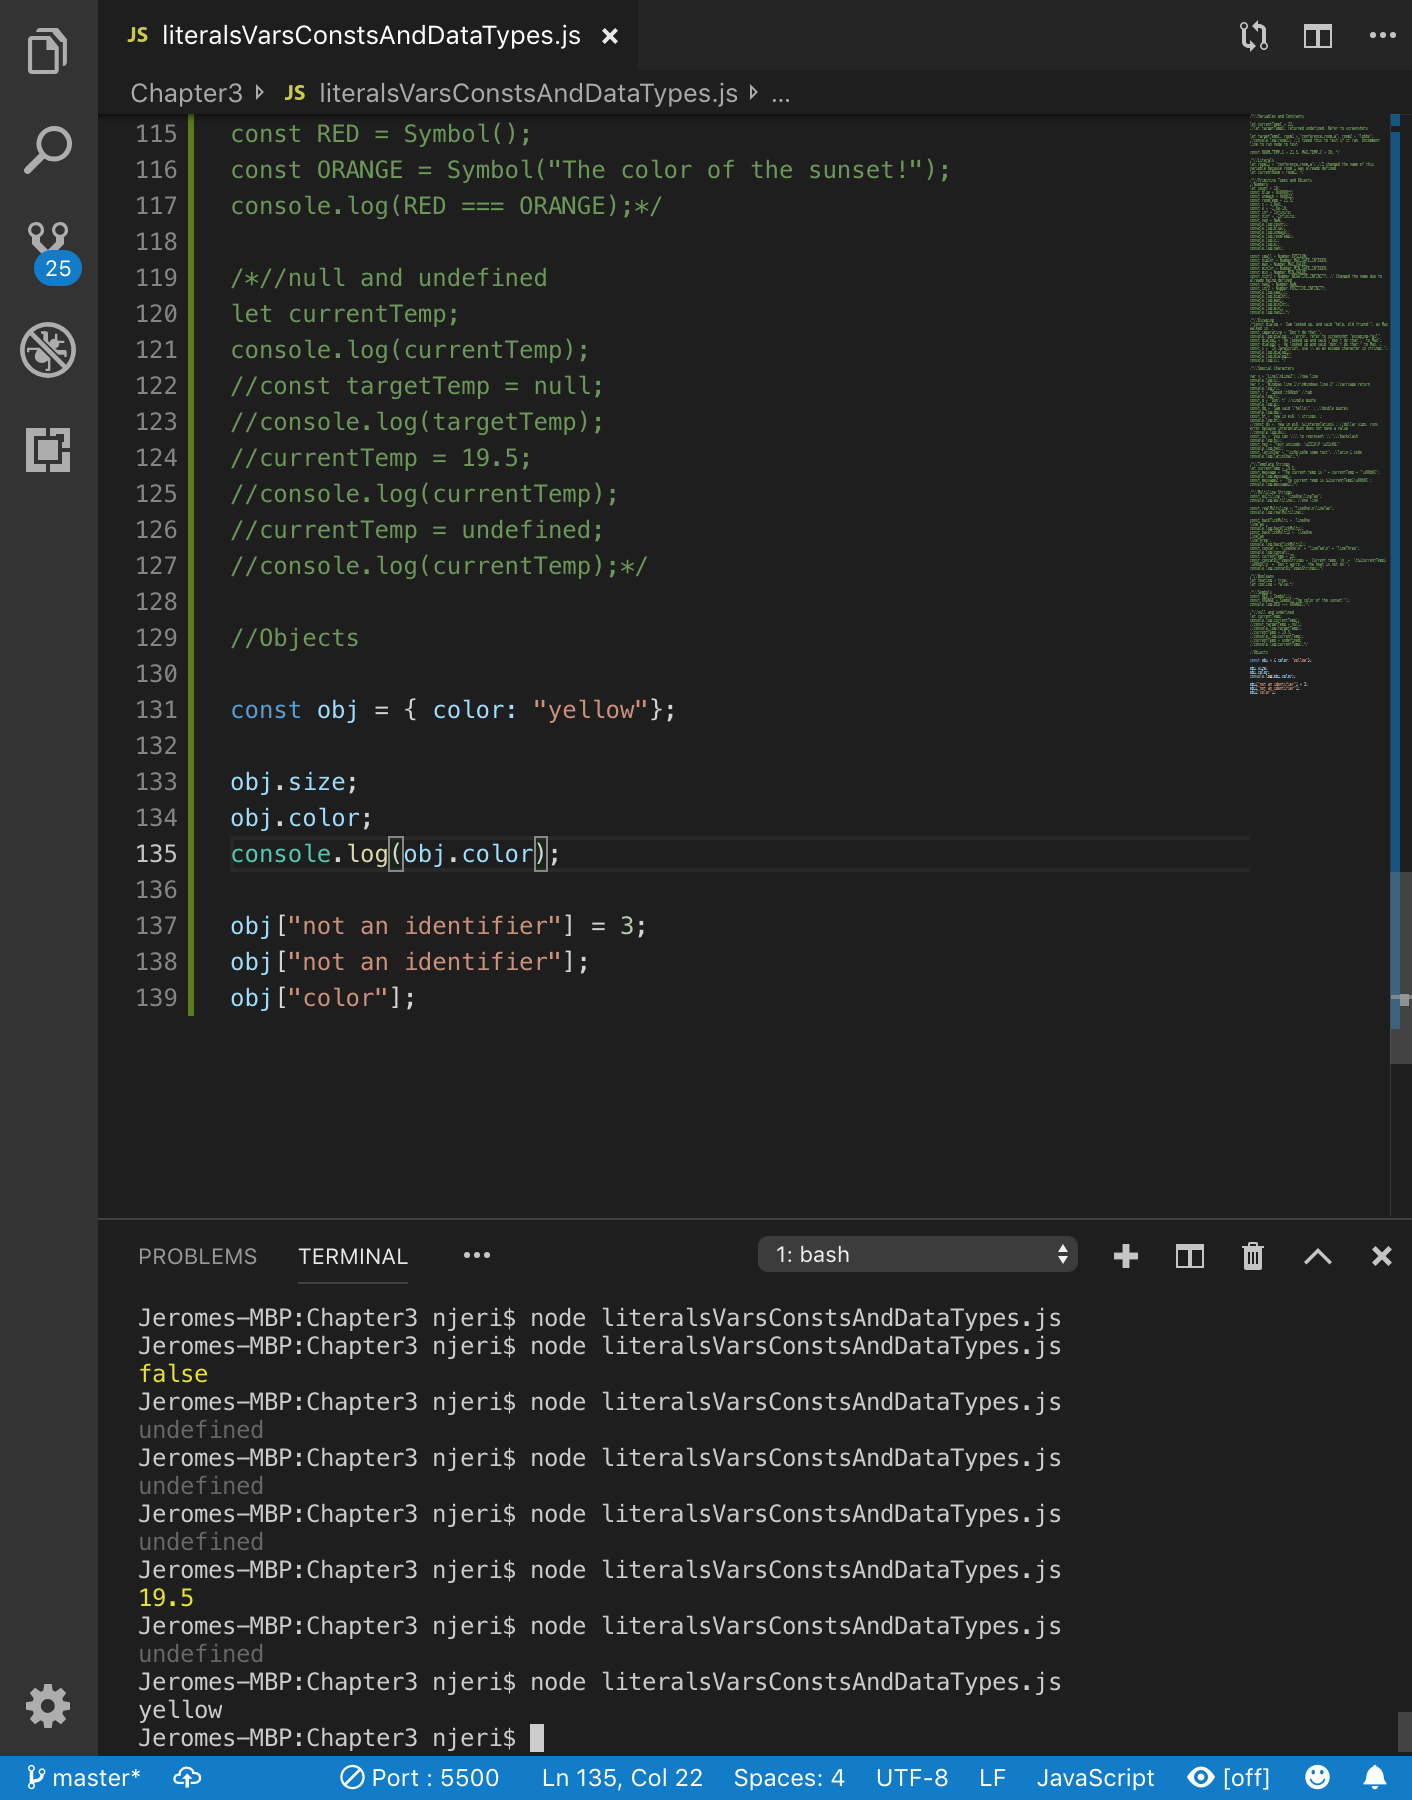 JS literalsVarsConstsAndDataTypes.js
Chapter3 JS literalsVarsConstsAndDataTypes.js ...
115 const RED = Symbol();
116 const ORANGE = Symbol("The color of the sunset!");
117 console.log(RED === ORANGE);*/
118
119 /*//null and undefined
120 let currentTemp;
121 console.log(currentTemp);
122 //const targetTemp = null;
123 //console.log(targetTemp);
124 //currentTemp = 19.5;
125 //console.log(currentTemp);
126 //currentTemp = undefined;
127 //console.log(currentTemp);*/
128
129 //Objects
130
131 const obj = { color: "yellow"};
132
133 obj.size;
134 obj.color;
135 console.log(obj.color);
136
137 obj["not an identifier"] = 3;
138 obj["not an identifier"];
139 obj["color"];
25
PROBLEMS TERMINAL ... 1: bash
Jeromes-MBP:Chapter3 njeri$ node literalsVarsConstsAndDataTypes.js
Jeromes-MBP:Chapter3 njeri$ node literalsVarsConstsAndDataTypes.js
false
Jeromes-MBP:Chapter3 njeri$ node literalsVarsConstsAndDataTypes.js
undefined
Jeromes-MBP:Chapter3 njeri$ node literalsVarsConstsAndDataTypes.js
undefined
Jeromes-MBP:Chapter3 njeri$ node literalsVarsConstsAndDataTypes.js
undefined
Jeromes-MBP:Chapter3 njeri$ node literalsVarsConstsAndDataTypes.js
19.5
Jeromes-MBP:Chapter3 njeri$ node literalsVarsConstsAndDataTypes.js
undefined
Jeromes-MBP:Chapter3 njeri$ node literalsVarsConstsAndDataTypes.js
yellow
Jeromes-MBP:Chapter3 njeri$
master* Port : 5500 Ln 135, Col 22 Spaces: 4 UTF-8 LF JavaScript [off]